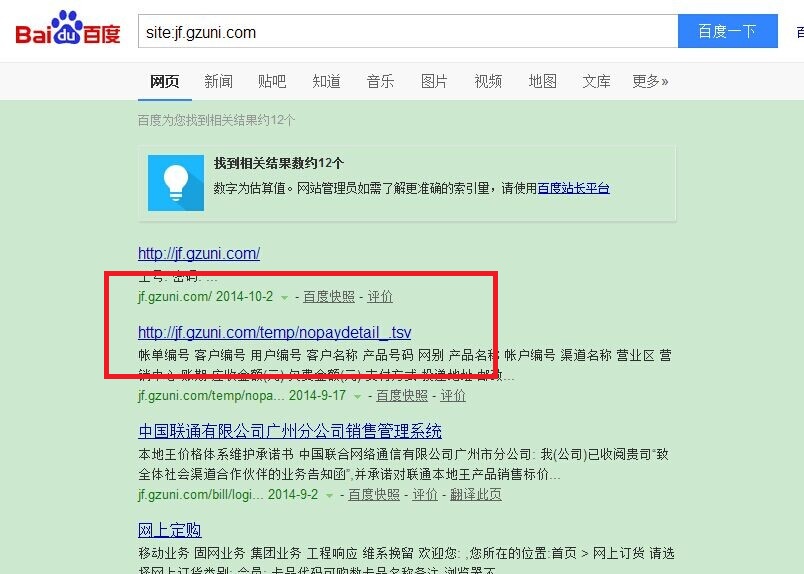 Bai du 百度 site:jf.gzuni.com 百度一下
网页 新闻 贴吧 知道 音乐 图片 视频 地图 文库 更多»
百度为您找到相关结果约12个
找到相关结果数约12个
数字为估算值。网站管理员如需了解更准确的索引量，请使用百度站长平台
http://jf.gzuni.com/
工号: 密码: ...
jf.gzuni.com/ 2014-10-2 - 百度快照 - 评价
http://jf.gzuni.com/temp/nopaydetail_.tsv
帐单编号 客户编号 用户编号 客户名称 产品号码 网别 产品名称 帐户编号 渠道名称 营业区 营
销中心 账期 应收金额(元) 欠费金额(元) 支付方式 投递地址 邮政...
jf.gzuni.com/temp/nopa... 2014-9-17 - 百度快照 - 评价
中国联通有限公司广州分公司销售管理系统
本地王价格体系维护承诺书 中国联合网络通信有限公司广州市分公司: 我(公司)已收阅贵司“致
全体社会渠道合作伙伴的业务告知函”,并承诺对联通本地王产品销售标价...
jf.gzuni.com/bill/logi... 2014-9-2 - 百度快照 - 评价 - 翻译此页
网上定购
移动业务 固网业务 集团业务 工程响应 维系挽留 欢迎您: ,您所在的位置:首页 > 网上订货 请选
择网上订货类别: 会员: 卡品代码可购数卡品名称备注 浏览器不